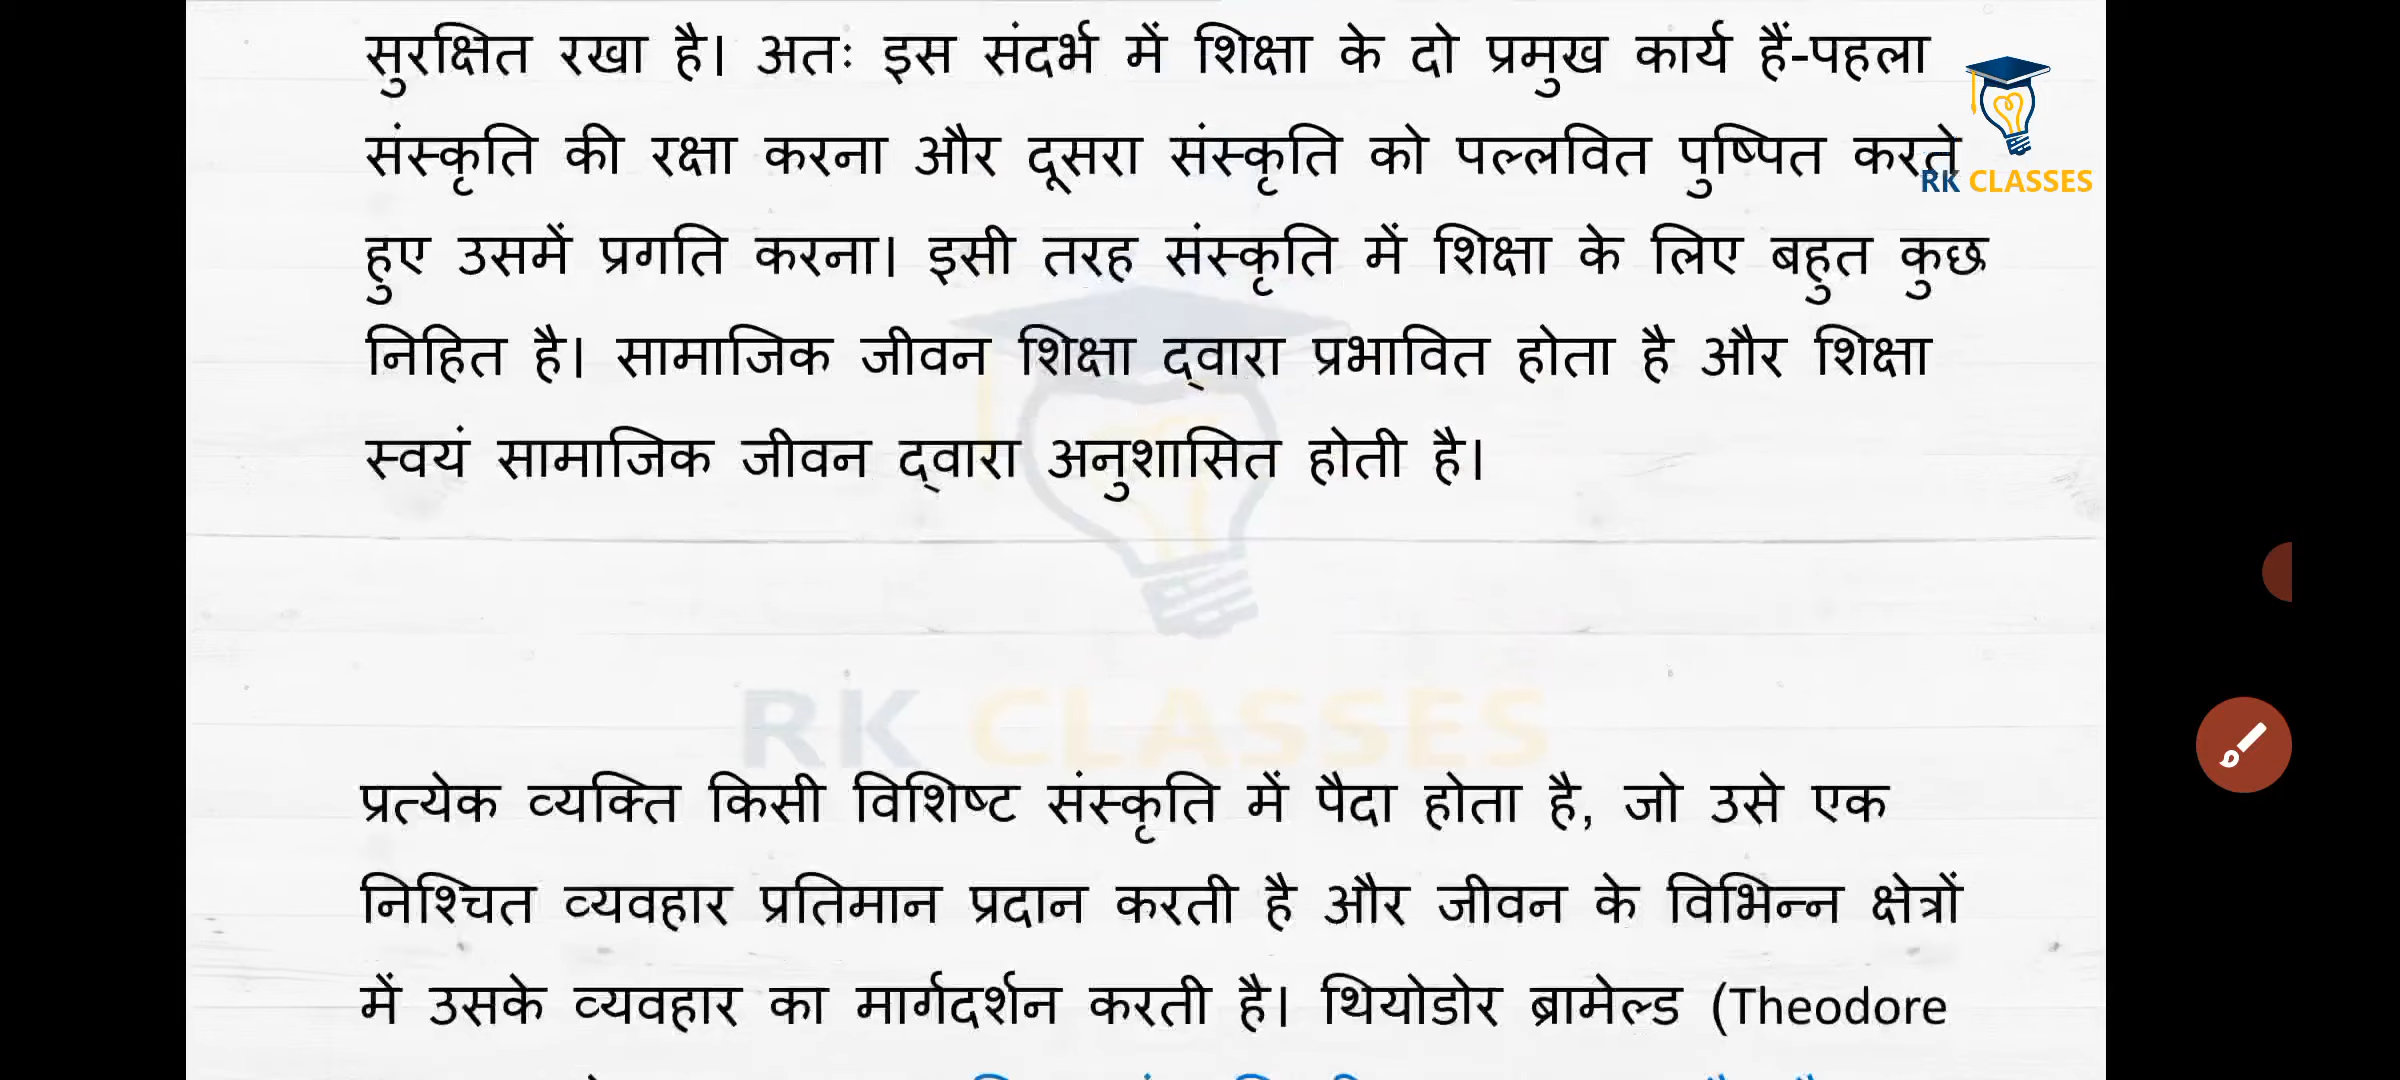 सुरक्षित रखा है। अतः इस संदर्भ में शिक्षा के दो प्रमुख कार्य हैं-पहला
संस्कृति की रक्षा करना और दूसरा संस्कृति को पल्लवित पुष्पित करते
RK CLASSES
हुए उसमें प्रगति करना। इसी तरह संस्कृति में शिक्षा के लिए बहुत कुछ
निहित है। सामाजिक जीवन शिक्षा द्वारा प्रभावित होता है और शिक्षा
स्वयं सामाजिक जीवन द्वारा अनुशासित होती है।
RK CLASSES
प्रत्येक व्यक्ति किसी विशिष्ट संस्कृति में पैदा होता है, जो उसे एक
निश्चित व्यवहार प्रतिमान प्रदान करती है और जीवन के विभिन्न क्षेत्रों
में उसके व्यवहार का मार्गदर्शन करती है। थियोडोर ब्रामेल्ड (Theodore